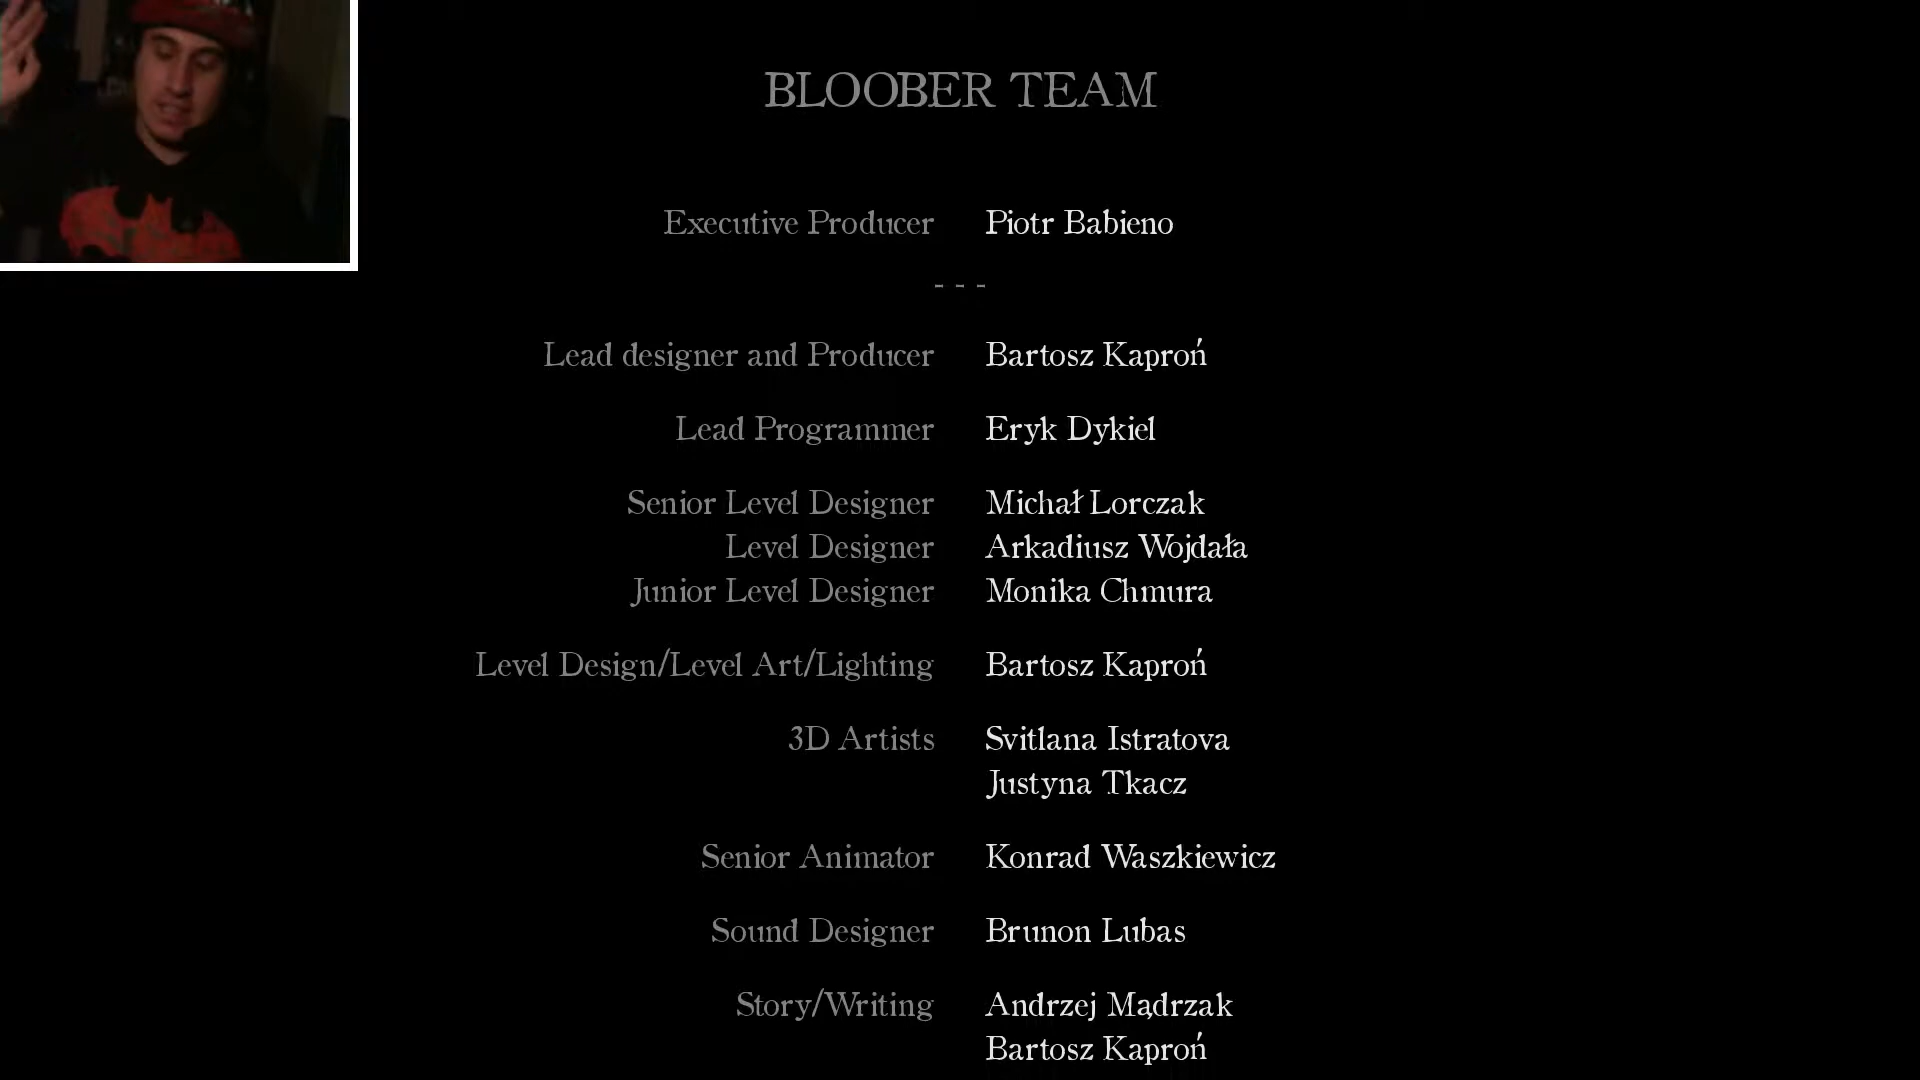 BLOOBER TEAM
Executive Producer Piotr Babieno
- - -
Lead designer and Producer Bartosz Kaproń
Lead Programmer Eryk Dykiel
Senior Level Designer Michał Lorczak
Level Designer Arkadiusz Wojdała
Junior Level Designer Monika Chmura
Level Design/Level Art/Lighting Bartosz Kaproń
3D Artists Svitlana Istratova
Justyna Tkacz
Senior Animator Konrad Waszkiewicz
Sound Designer Brunon Lubas
Story/Writing Andrzej Mądrzak
Bartosz Kaproń